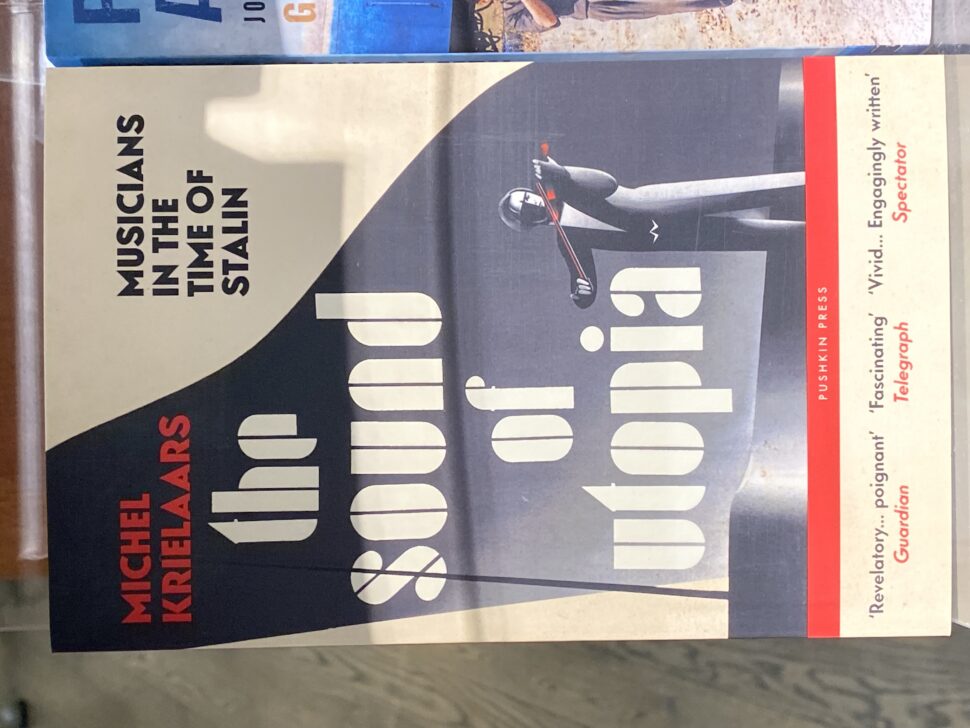 MICHEL
KRIELAARS
MUSICIANS
IN THE
TIME OF
STALIN
the
sound
of
utopia
PUSHKIN PRESS
'Revelatory... poignant' 'Fascinating' 'Vivid... Engagingly written'
Guardian Telegraph Spectator
JO
G